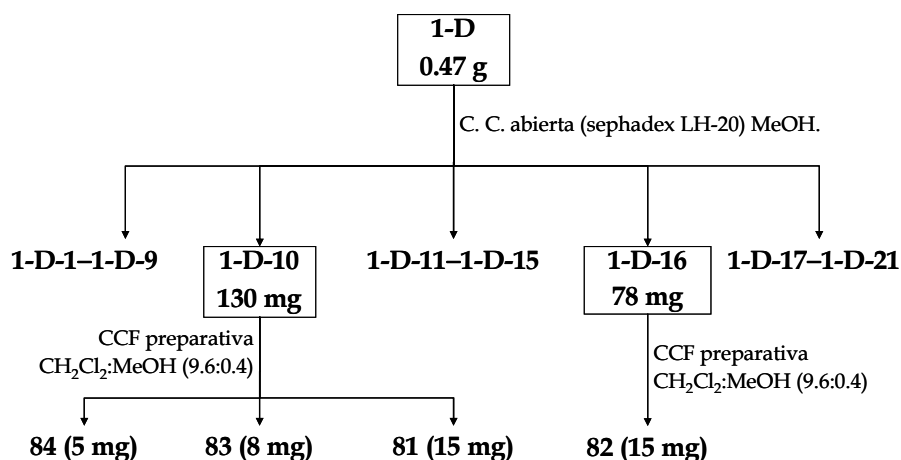 1-D
0.47 g
C. C. abierta (sephadex LH-20) MeOH.
1-D-1–1-D-9
1-D-10
130 mg
1-D-11–1-D-15
1-D-16
78 mg
1-D-17–1-D-21
CCF preparativa
CH₂Cl₂:MeOH (9.6:0.4)
CCF preparativa
CH₂Cl₂:MeOH (9.6:0.4)
84 (5 mg)
83 (8 mg)
81 (15 mg)
82 (15 mg)